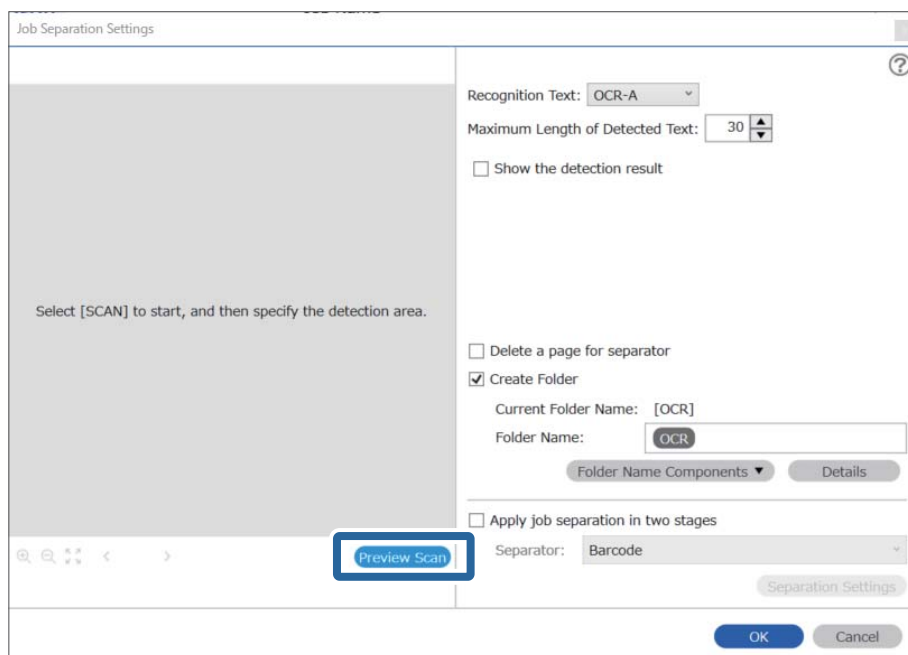 Job Separation Settings
Recognition Text: OCR-A
Maximum Length of Detected Text: 30
Show the detection result
Select [SCAN] to start, and then specify the detection area.
Delete a page for separator
Create Folder
Current Folder Name: [OCR]
Folder Name: OCR
Folder Name Components ▼ Details
Apply job separation in two stages
Preview Scan
Separator: Barcode
Separation Settings
OK Cancel